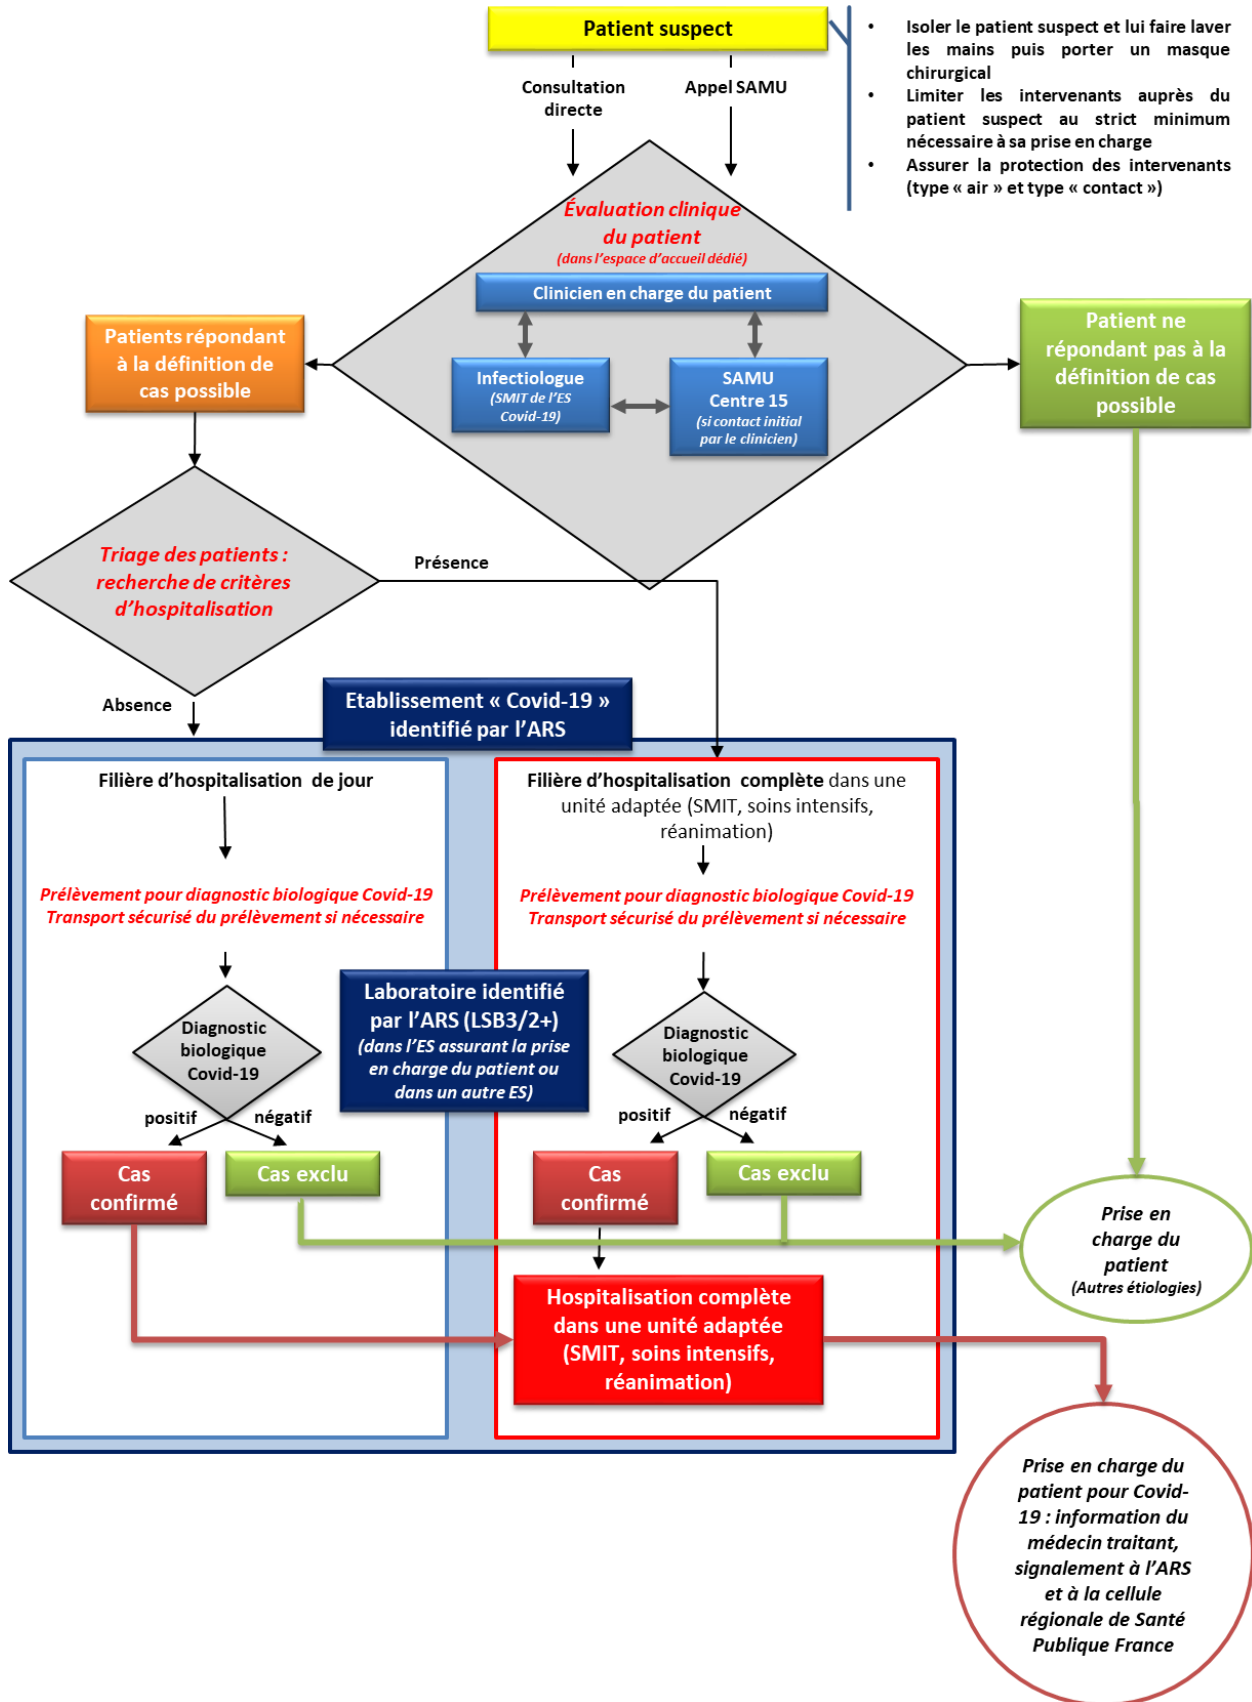 Patient suspect
• Isoler le patient suspect et lui faire laver
les mains puis porter un masque
chirurgical
• Limiter les intervenants auprès du
patient suspect au strict minimum
nécessaire à sa prise en charge
• Assurer la protection des intervenants
(type « air » et type « contact »)
Consultation
directe
Appel SAMU
Évaluation clinique
du patient
(dans l’espace d’accueil dédié)
Clinicien en charge du patient
Infectiologue
(SMIT de l’ES
Covid-19)
SAMU
Centre 15
(si contact initial
par le clinicien)
Patients répondant
à la définition de
cas possible
Patient ne
répondant pas à la
définition de cas
possible
Triage des patients :
recherche de critères
d’hospitalisation
Présence
Absence
Etablissement « Covid-19 »
identifié par l’ARS
Filière d’hospitalisation de jour
Prélèvement pour diagnostic biologique Covid-19
Transport sécurisé du prélèvement si nécessaire
Diagnostic
biologique
Covid-19
positif
négatif
Cas
confirmé
Cas exclu
Laboratoire identifié
par l’ARS (LSB3/2+)
(dans l’ES assurant la prise
en charge du patient ou
dans un autre ES)
Filière d’hospitalisation complète dans une
unité adaptée (SMIT, soins intensifs,
réanimation)
Prélèvement pour diagnostic biologique Covid-19
Transport sécurisé du prélèvement si nécessaire
Diagnostic
biologique
Covid-19
positif
négatif
Cas
confirmé
Cas exclu
Hospitalisation complète
dans une unité adaptée
(SMIT, soins intensifs,
réanimation)
Prise en
charge du
patient
(Autres étiologies)
Prise en charge du
patient pour Covid-
19 : information du
médecin traitant,
signalement à l’ARS
et à la cellule
régionale de Santé
Publique France